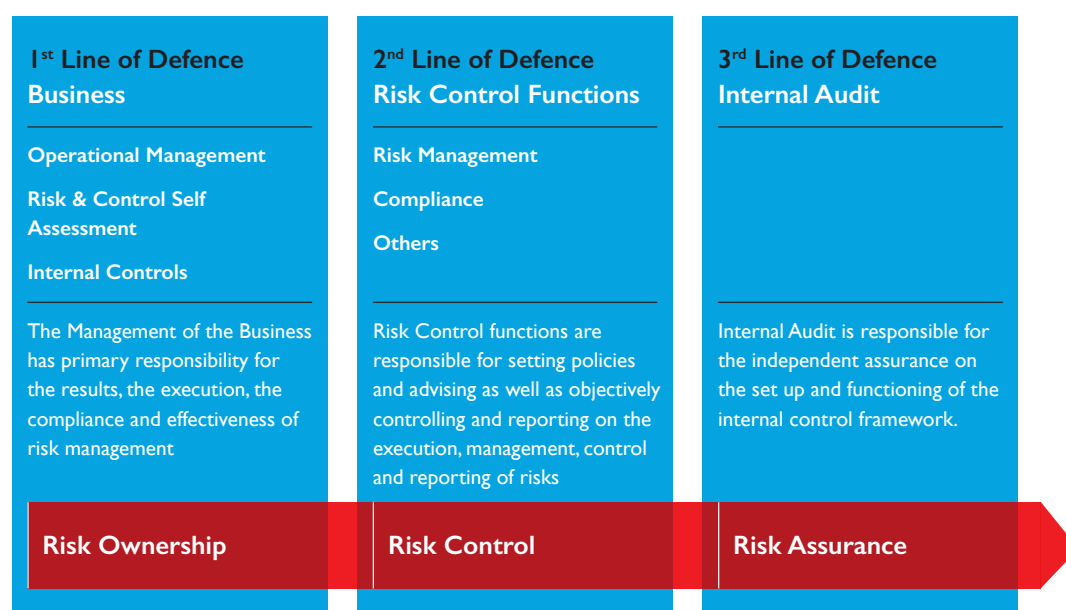 1st Line of Defence
Business
Operational Management
Risk & Control Self
Assessment
Internal Controls
The Management of the Business
has primary responsibility for
the results, the execution, the
compliance and effectiveness of
risk management
Risk Ownership
2nd Line of Defence
Risk Control Functions
Risk Management
Compliance
Others
Risk Control functions are
responsible for setting policies
and advising as well as objectively
controlling and reporting on the
execution, management, control
and reporting of risks
Risk Control
3rd Line of Defence
Internal Audit
Internal Audit is responsible for
the independent assurance on
the set up and functioning of the
internal control framework.
Risk Assurance